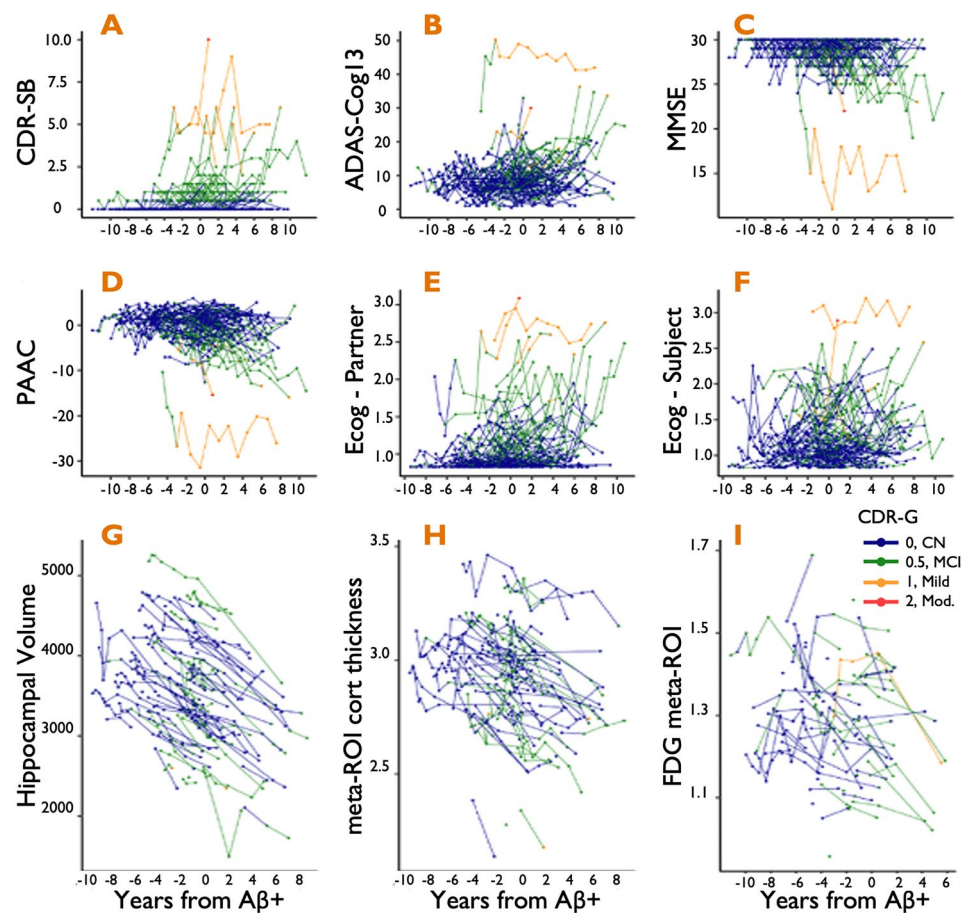 A
B
C
CDR-SB
10.0
7.5
5.0
2.5
0
-10 -8 -6 -4 -2 0 2 4 6 8 10
ADAS-Cog13
50
40
30
20
10
0
-10 -8 -6 -4 -2 0 2 4 6 8 10
MMSE
30
25
20
15
-10 -8 -6 -4 -2 0 2 4 6 8 10
D
E
F
PAAC
0
-10
-20
-30
-10 -8 -6 -4 -2 0 2 4 6 8 10
Ecog - Partner
3.0
2.5
2.0
1.5
1.0
-10 -8 -6 -4 -2 0 2 4 6 8 10
Ecog - Subject
3.0
2.5
2.0
1.5
1.0
-10 -8 -6 -4 -2 0 2 4 6 8 10
G
H
I
Hippocampal Volume
5000
4000
3000
2000
-10 -8 -6 -4 -2 0 2 4 6 8
Years from Aβ+
meta-ROI cort thickness
3.5
3.0
2.5
-10 -8 -6 -4 -2 0 2 4 6 8
Years from Aβ+
FDG meta-ROI
1.7
1.5
1.3
1.1
-10 -8 -6 -4 -2 0 2 4 6
Years from Aβ+
CDR-G
0, CN
0.5, MCI
1, Mild
2, Mod.